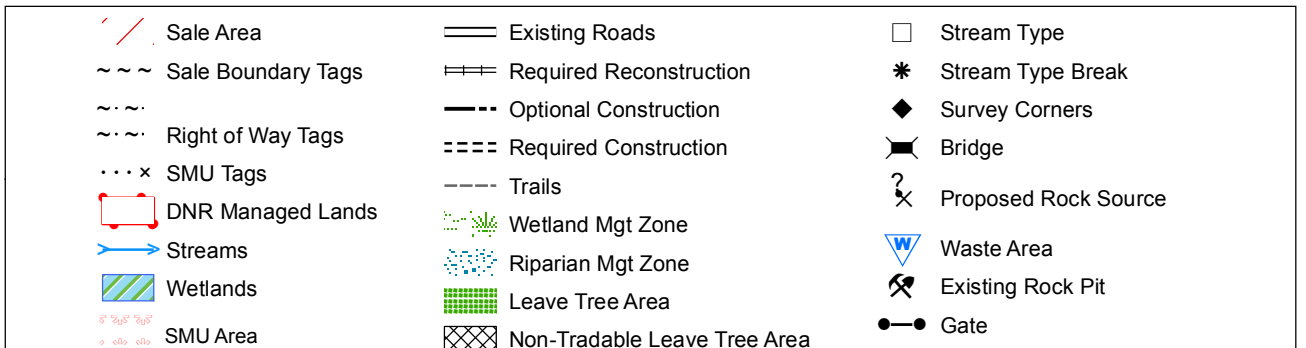 Sale Area
Sale Boundary Tags
Right of Way Tags
SMU Tags
DNR Managed Lands
Streams
Wetlands
SMU Area
Existing Roads
Required Reconstruction
Optional Construction
Required Construction
Trails
Wetland Mgt Zone
Riparian Mgt Zone
Leave Tree Area
Non-Tradable Leave Tree Area
Stream Type
Stream Type Break
Survey Corners
Bridge
?
Proposed Rock Source
W
Waste Area
Existing Rock Pit
Gate